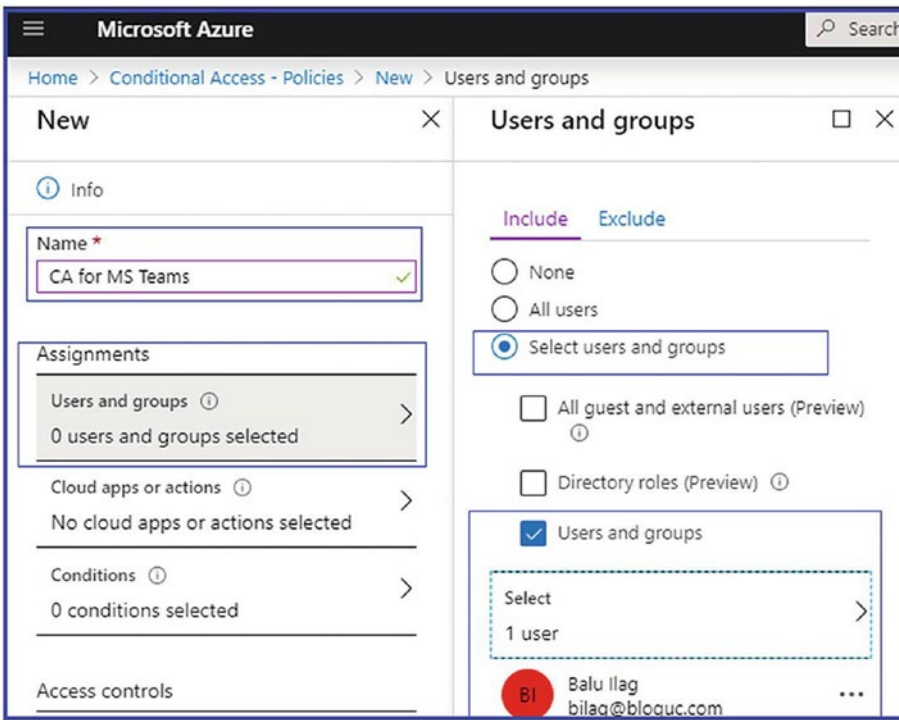 Microsoft Azure
Search
Home > Conditional Access - Policies > New > Users and groups
New
Info
Name *
CA for MS Teams
Assignments
Users and groups
0 users and groups selected
Cloud apps or actions
No cloud apps or actions selected
Conditions
0 conditions selected
Access controls
Users and groups
Include Exclude
None
All users
Select users and groups
All guest and external users (Preview)
Directory roles (Preview)
Users and groups
Select
1 user
BI
Balu Ilag
bilag@bloguc.com